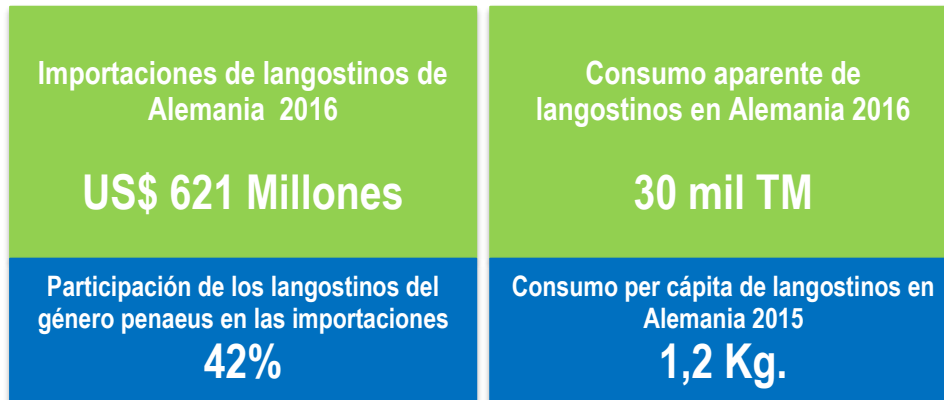 Importaciones de langostinos de
Alemania 2016
US$ 621 Millones
Participación de los langostinos del
género penaeus en las importaciones
42%
Consumo aparente de
langostinos en Alemania 2016
30 mil TM
Consumo per cápita de langostinos en
Alemania 2015
1,2 Kg.